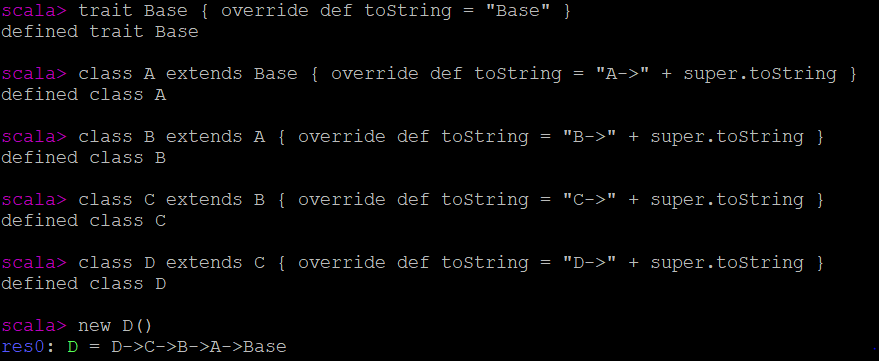 scala> trait Base { override def toString = "Base" }
defined trait Base
scala> class A extends Base { override def toString = "A->" + super.toString }
defined class A
scala> class B extends A { override def toString = "B->" + super.toString }
defined class B
scala> class C extends B { override def toString = "C->" + super.toString }
defined class C
scala> class D extends C { override def toString = "D->" + super.toString }
defined class D
scala> new D()
res0: D = D->C->B->A->Base